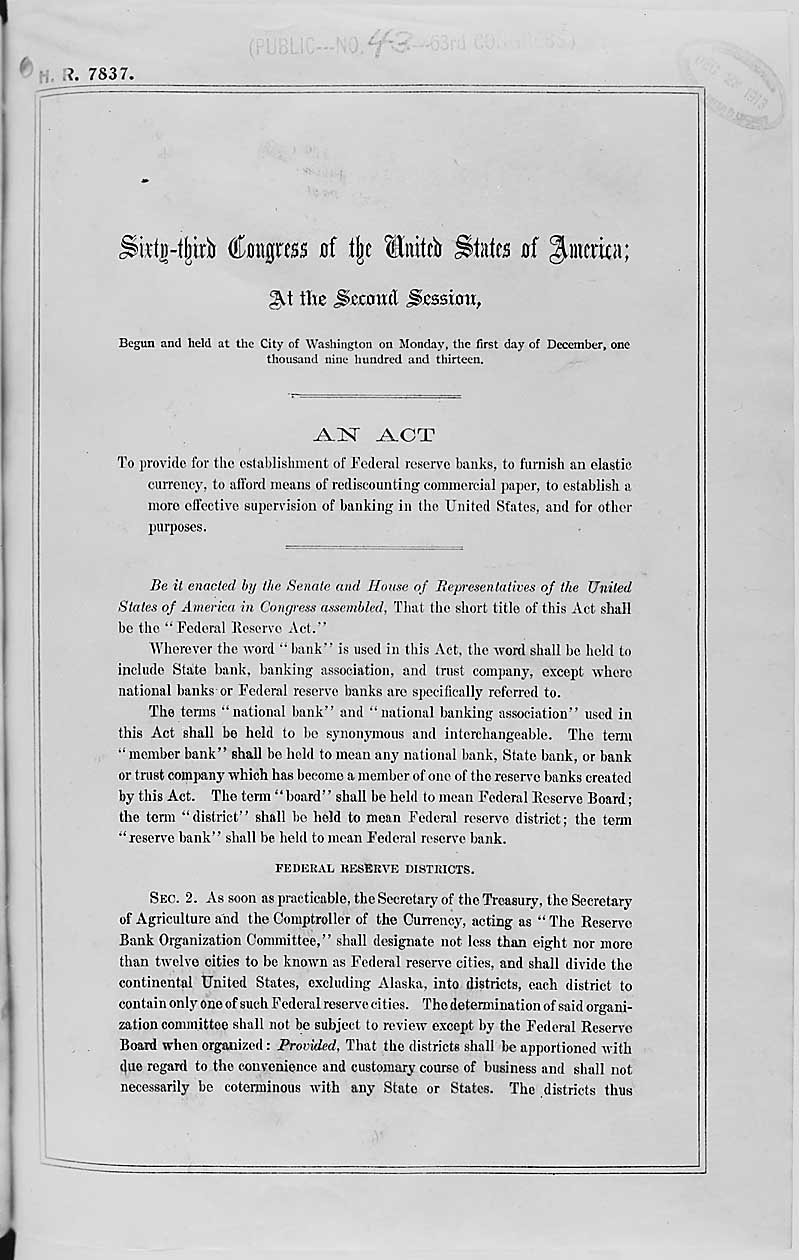 (PUBLIC---NO. 43---63rd CONGRESS)
H. R. 7837.
1913
Sixty-third Congress of the United States of America;
At the Second Session,
Begun and held at the City of Washington on Monday, the first day of December, one
thousand nine hundred and thirteen.
AN ACT
To provide for the establishment of Federal reserve banks, to furnish an elastic
currency, to afford means of rediscounting commercial paper, to establish a
more effective supervision of banking in the United States, and for other
purposes.
Be it enacted by the Senate and House of Representatives of the United
States of America in Congress assembled, That the short title of this Act shall
be the "Federal Reserve Act."
Wherever the word "bank" is used in this Act, the word shall be held to
include State bank, banking association, and trust company, except where
national banks or Federal reserve banks are specifically referred to.
The terms "national bank" and "national banking association" used in
this Act shall be held to be synonymous and interchangeable. The term
"member bank" shall be held to mean any national bank, State bank, or bank
or trust company which has become a member of one of the reserve banks created
by this Act. The term "board" shall be held to mean Federal Reserve Board;
the term "district" shall be held to mean Federal reserve district; the term
"reserve bank" shall be held to mean Federal reserve bank.
FEDERAL RESERVE DISTRICTS.
SEC. 2. As soon as practicable, the Secretary of the Treasury, the Secretary
of Agriculture and the Comptroller of the Currency, acting as "The Reserve
Bank Organization Committee," shall designate not less than eight nor more
than twelve cities to be known as Federal reserve cities, and shall divide the
continental United States, excluding Alaska, into districts, each district to
contain only one of such Federal reserve cities. The determination of said organi-
zation committee shall not be subject to review except by the Federal Reserve
Board when organized: Provided, That the districts shall be apportioned with
due regard to the convenience and customary course of business and shall not
necessarily be coterminous with any State or States. The districts thus